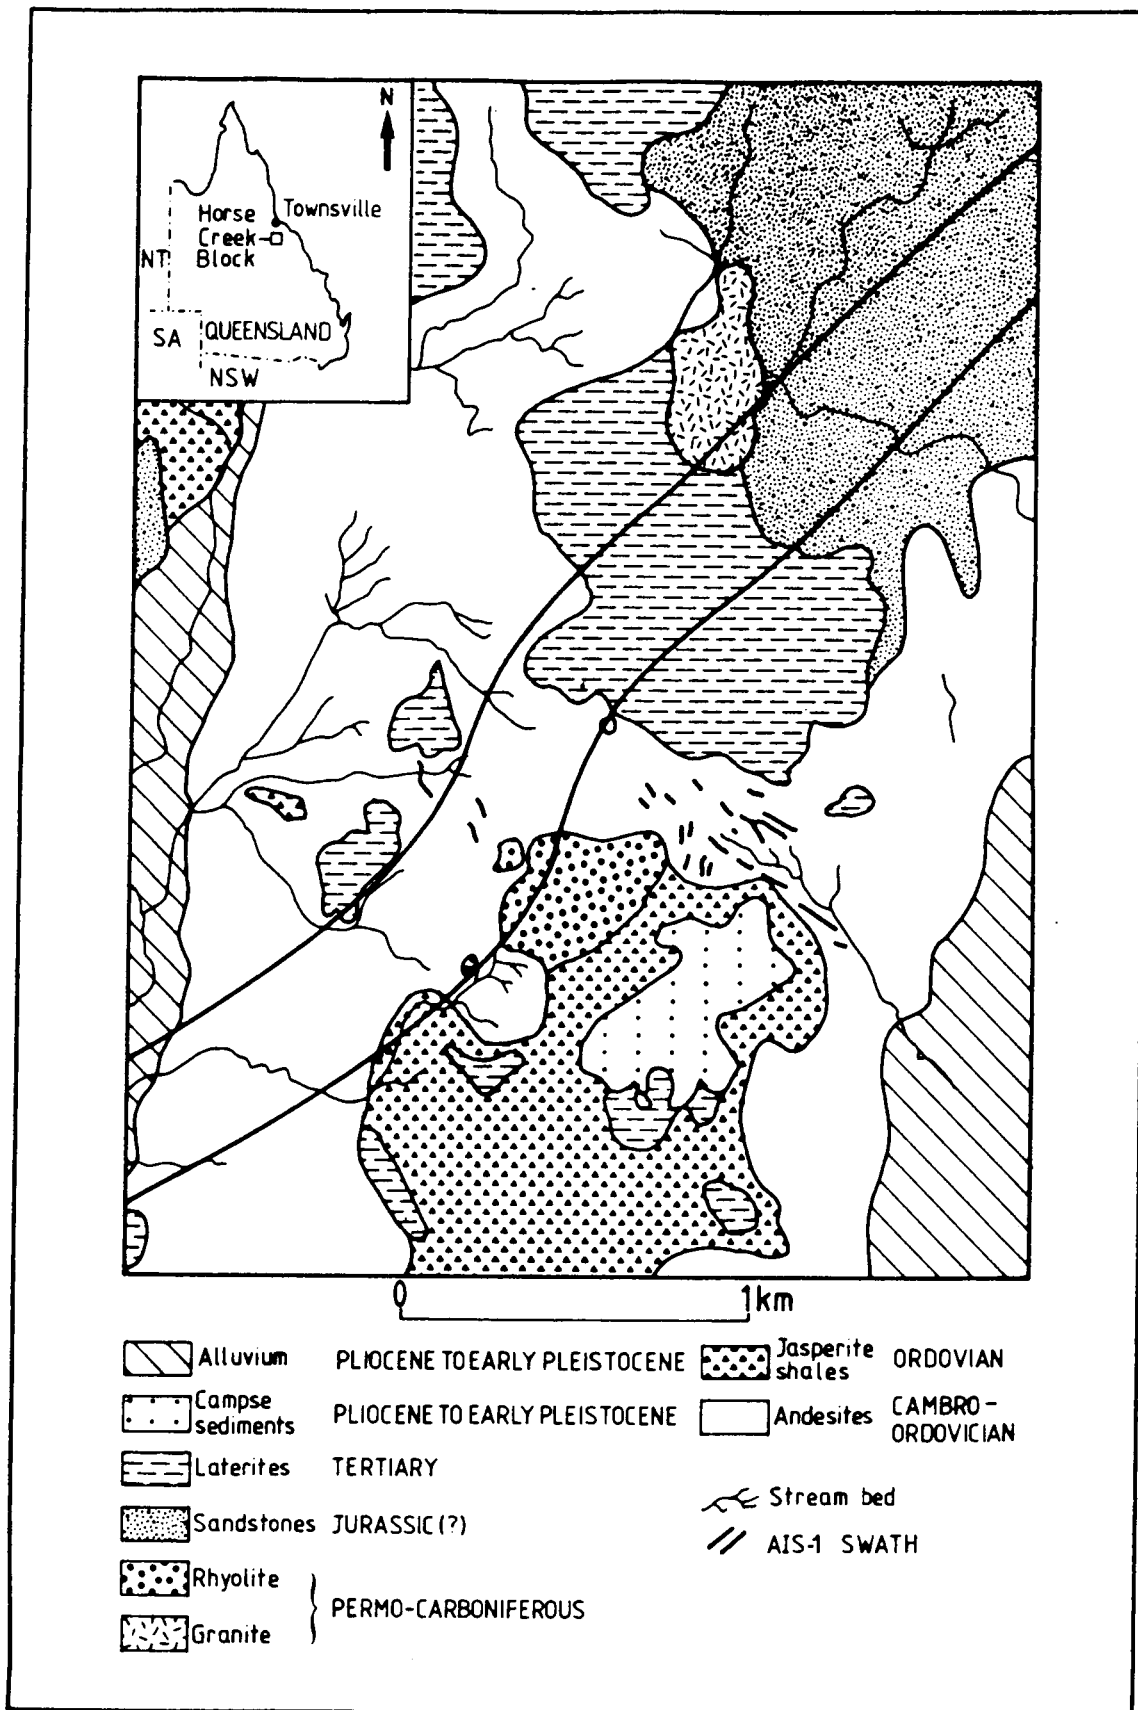 N
Townsville
Horse
Creek
Block
NT
SA
QUEENSLAND
NSW
0 1km
Alluvium PLIOCENE TO EARLY PLEISTOCENE
Campse
sediments PLIOCENE TO EARLY PLEISTOCENE
Laterites TERTIARY
Sandstones JURASSIC(?)
Rhyolite
Granite
PERMO-CARBONIFEROUS
Jasperite
shales ORDOVIAN
Andesites CAMBRO-
ORDOVICIAN
Stream bed
AIS-1 SWATH